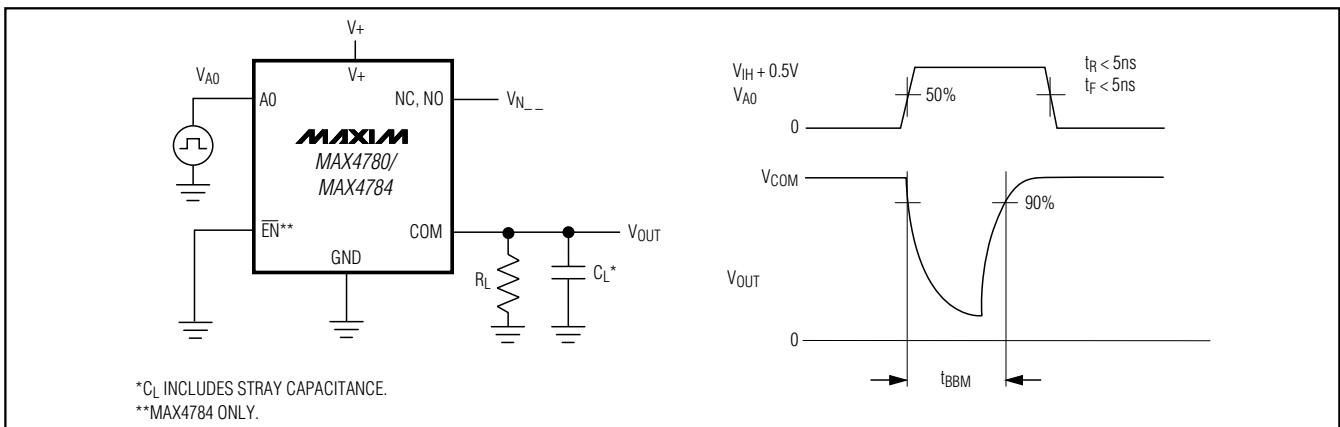 V+
VA0
V+
A0
NC, NO
VN_ _
MAXIM
MAX4780/
MAX4784
EN**
COM
VOUT
GND
RL
CL*
*CL INCLUDES STRAY CAPACITANCE.
**MAX4784 ONLY.
VIH + 0.5V
VA0
0
50%
tR < 5ns
tF < 5ns
VCOM
90%
VOUT
0
tBBM